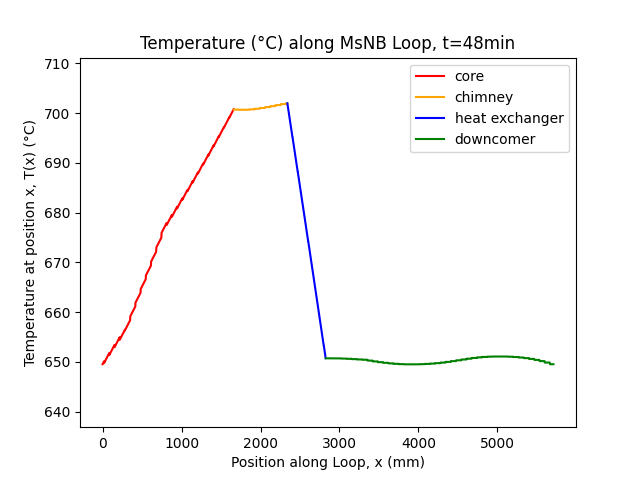 Temperature (°C) along MsNB Loop, t=48min
Temperature at position x, T(x) (°C)
710
700
690
680
670
660
650
640
core
chimney
heat exchanger
downcomer
0
1000
2000
3000
4000
5000
Position along Loop, x (mm)